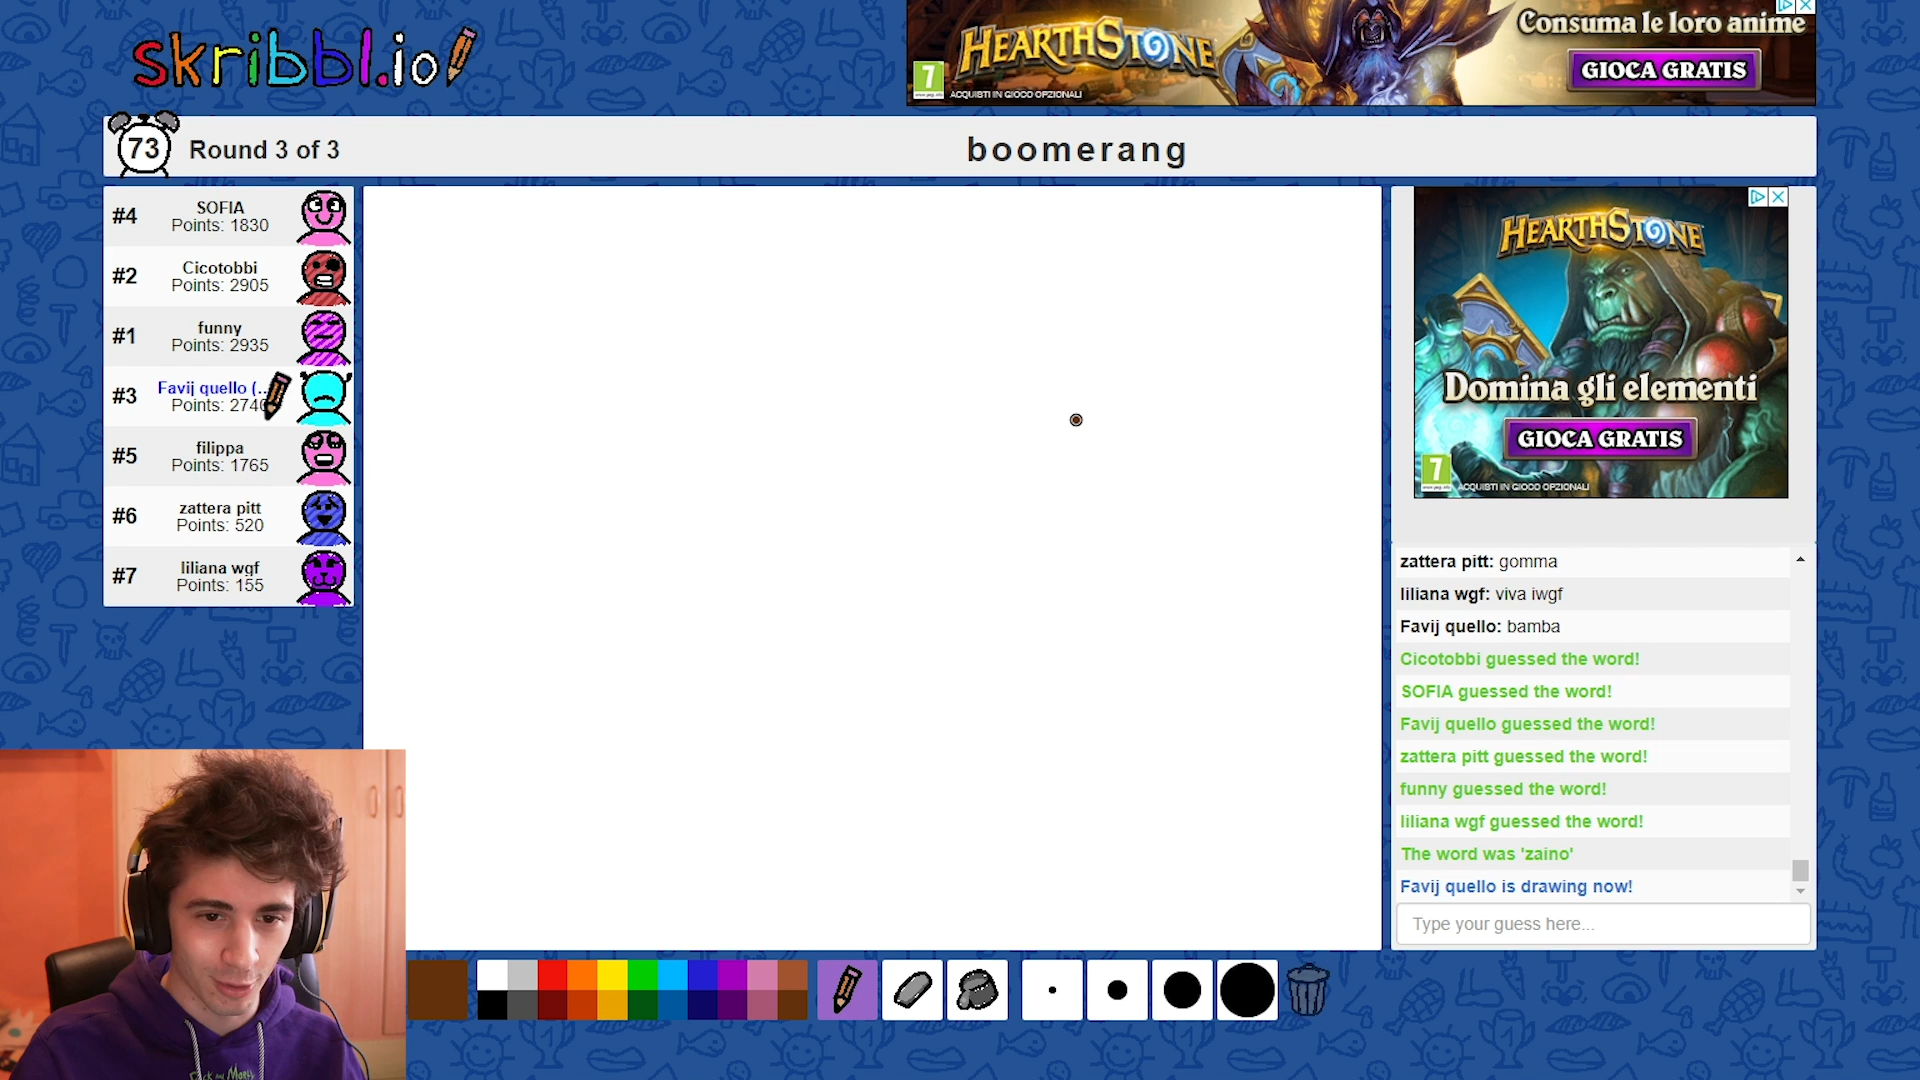 skribbl.io
HEARTHSTONE
Consuma le loro anime
GIOCA GRATIS
7
ACQUISTI IN GIOCO OPZIONALI
73
Round 3 of 3
boomerang
#4
SOFIA
Points: 1830
#2
Cicotobbi
Points: 2905
#1
funny
Points: 2935
#3
Favij quello (...
Points: 2740
#5
filippa
Points: 1765
#6
zattera pitt
Points: 520
#7
liliana wgf
Points: 155
HEARTHSTONE
Domina gli elementi
GIOCA GRATIS
7
ACQUISTI IN GIOCO OPZIONALI
zattera pitt: gomma
liliana wgf: viva iwgf
Favij quello: bamba
Cicotobbi guessed the word!
SOFIA guessed the word!
Favij quello guessed the word!
zattera pitt guessed the word!
funny guessed the word!
liliana wgf guessed the word!
The word was 'zaino'
Favij quello is drawing now!
Type your guess here...